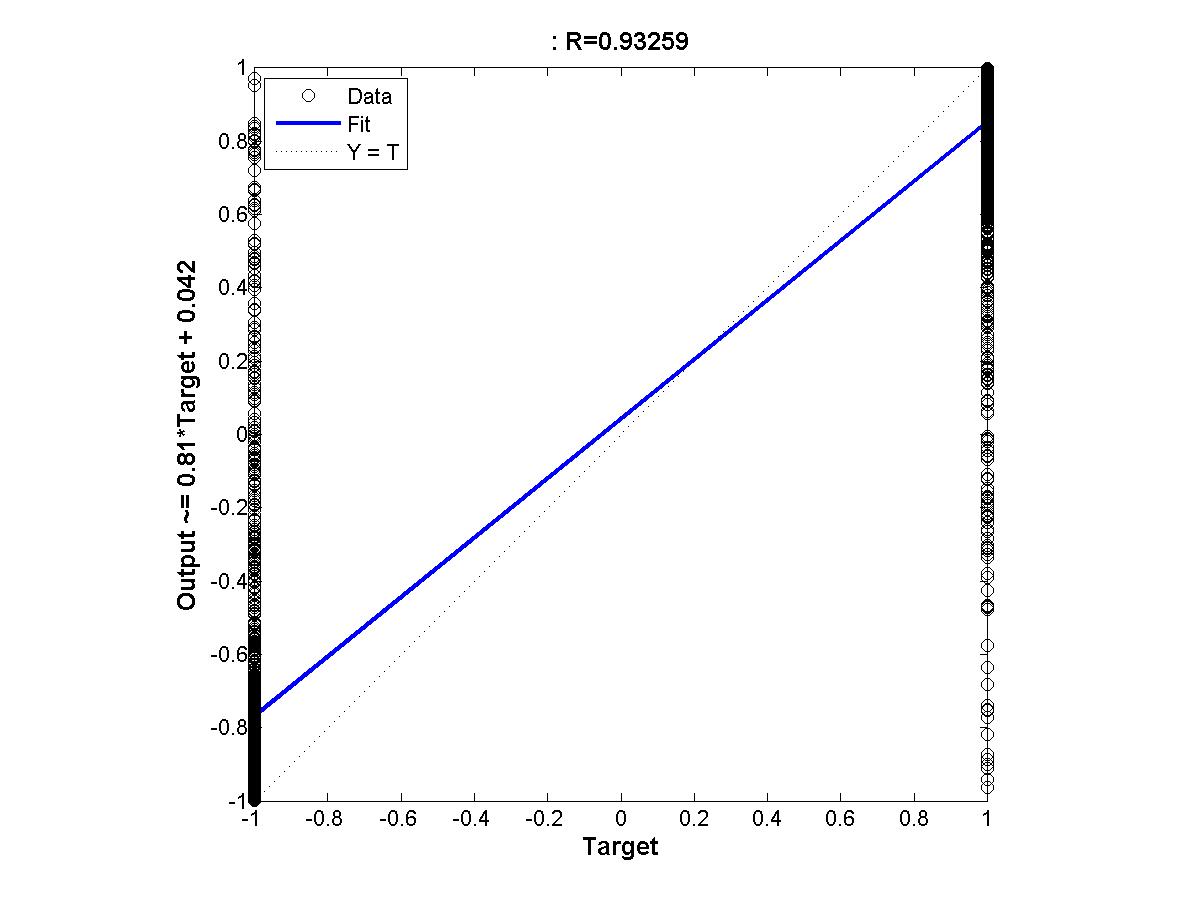 : R=0.93259
Data
Fit
Y = T
1
0.8
0.6
0.4
0.2
0
-0.2
-0.4
-0.6
-0.8
-1
Output ~= 0.81*Target + 0.042
-1 -0.8 -0.6 -0.4 -0.2 0 0.2 0.4 0.6 0.8 1
Target